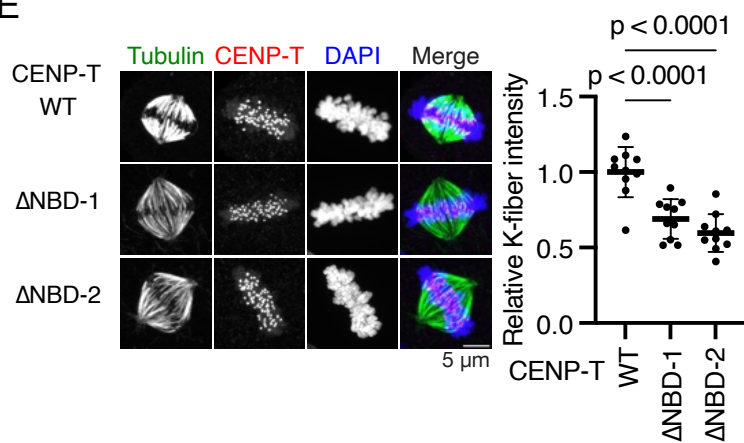 E
Tubulin CENP-T DAPI Merge
CENP-T
WT
ΔNBD-1
ΔNBD-2
5 μm
p < 0.0001
p < 0.0001
Relative K-fiber intensity
1.5
1.0
0.5
0.0
CENP-T
WT
ΔNBD-1
ΔNBD-2